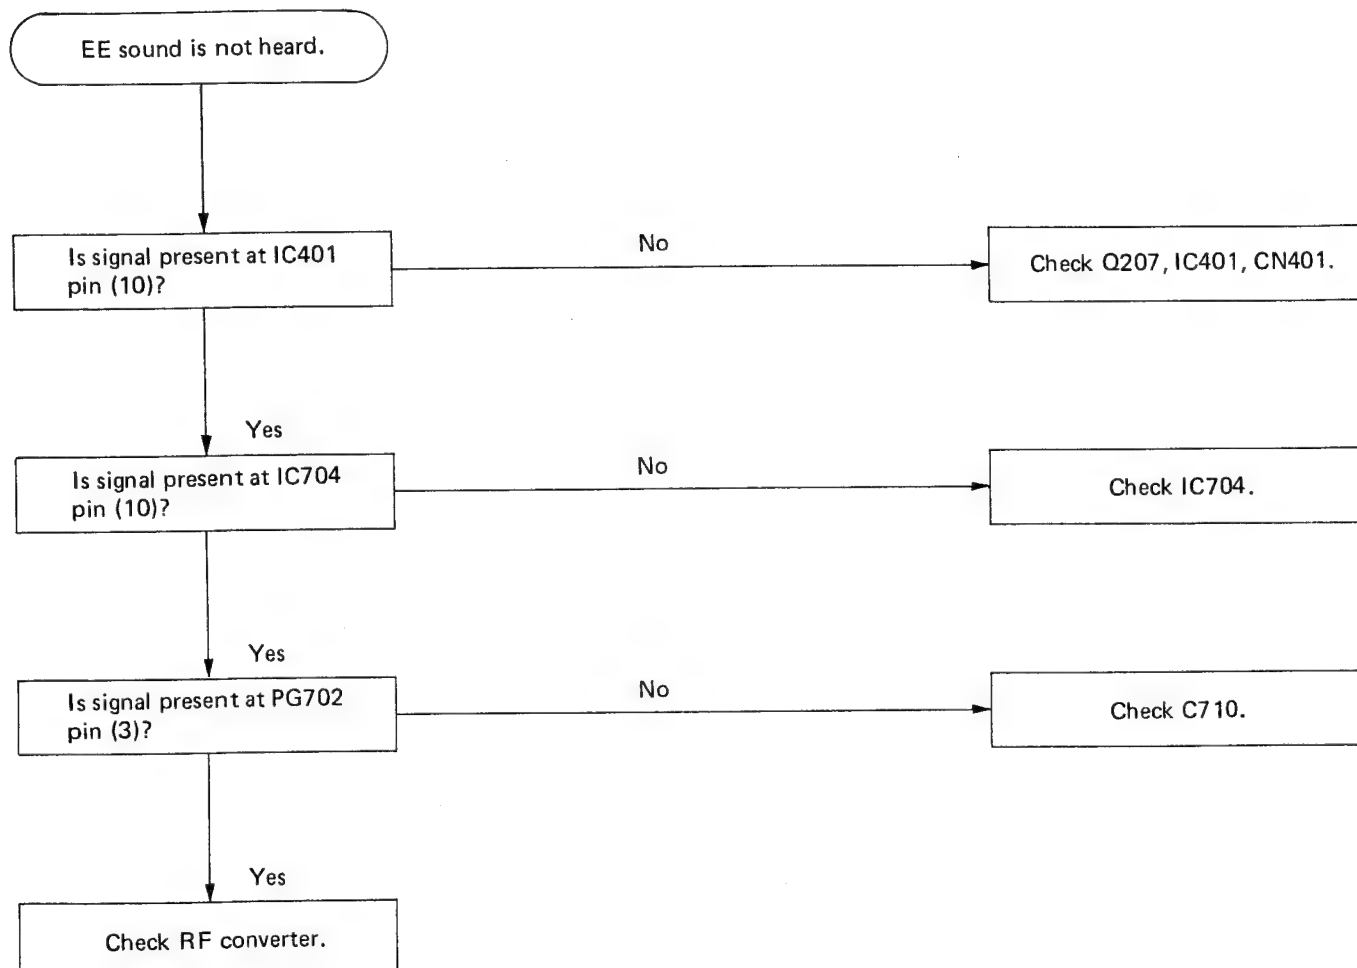 EE sound is not heard.
Is signal present at IC401
pin (10)?
No
Check Q207, IC401, CN401.
Yes
Is signal present at IC704
pin (10)?
No
Check IC704.
Yes
Is signal present at PG702
pin (3)?
No
Check C710.
Yes
Check RF converter.